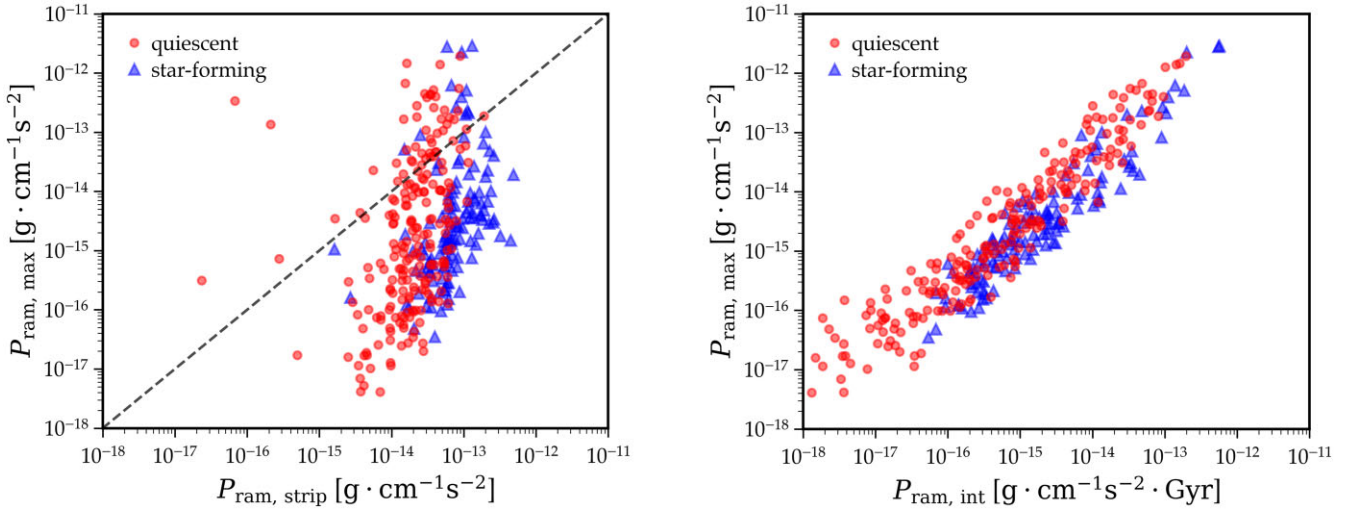 10⁻¹¹
10⁻¹²
10⁻¹³
10⁻¹⁴
10⁻¹⁵
10⁻¹⁶
10⁻¹⁷
10⁻¹⁸
P_ram, max [g · cm⁻¹s⁻²]
quiescent
star-forming
10⁻¹⁸ 10⁻¹⁷ 10⁻¹⁶ 10⁻¹⁵ 10⁻¹⁴ 10⁻¹³ 10⁻¹² 10⁻¹¹
P_ram, strip [g · cm⁻¹s⁻²]
10⁻¹¹
10⁻¹²
10⁻¹³
10⁻¹⁴
10⁻¹⁵
10⁻¹⁶
10⁻¹⁷
10⁻¹⁸
P_ram, max [g · cm⁻¹s⁻²]
quiescent
star-forming
10⁻¹⁸ 10⁻¹⁷ 10⁻¹⁶ 10⁻¹⁵ 10⁻¹⁴ 10⁻¹³ 10⁻¹² 10⁻¹¹
P_ram, int [g · cm⁻¹s⁻² · Gyr]